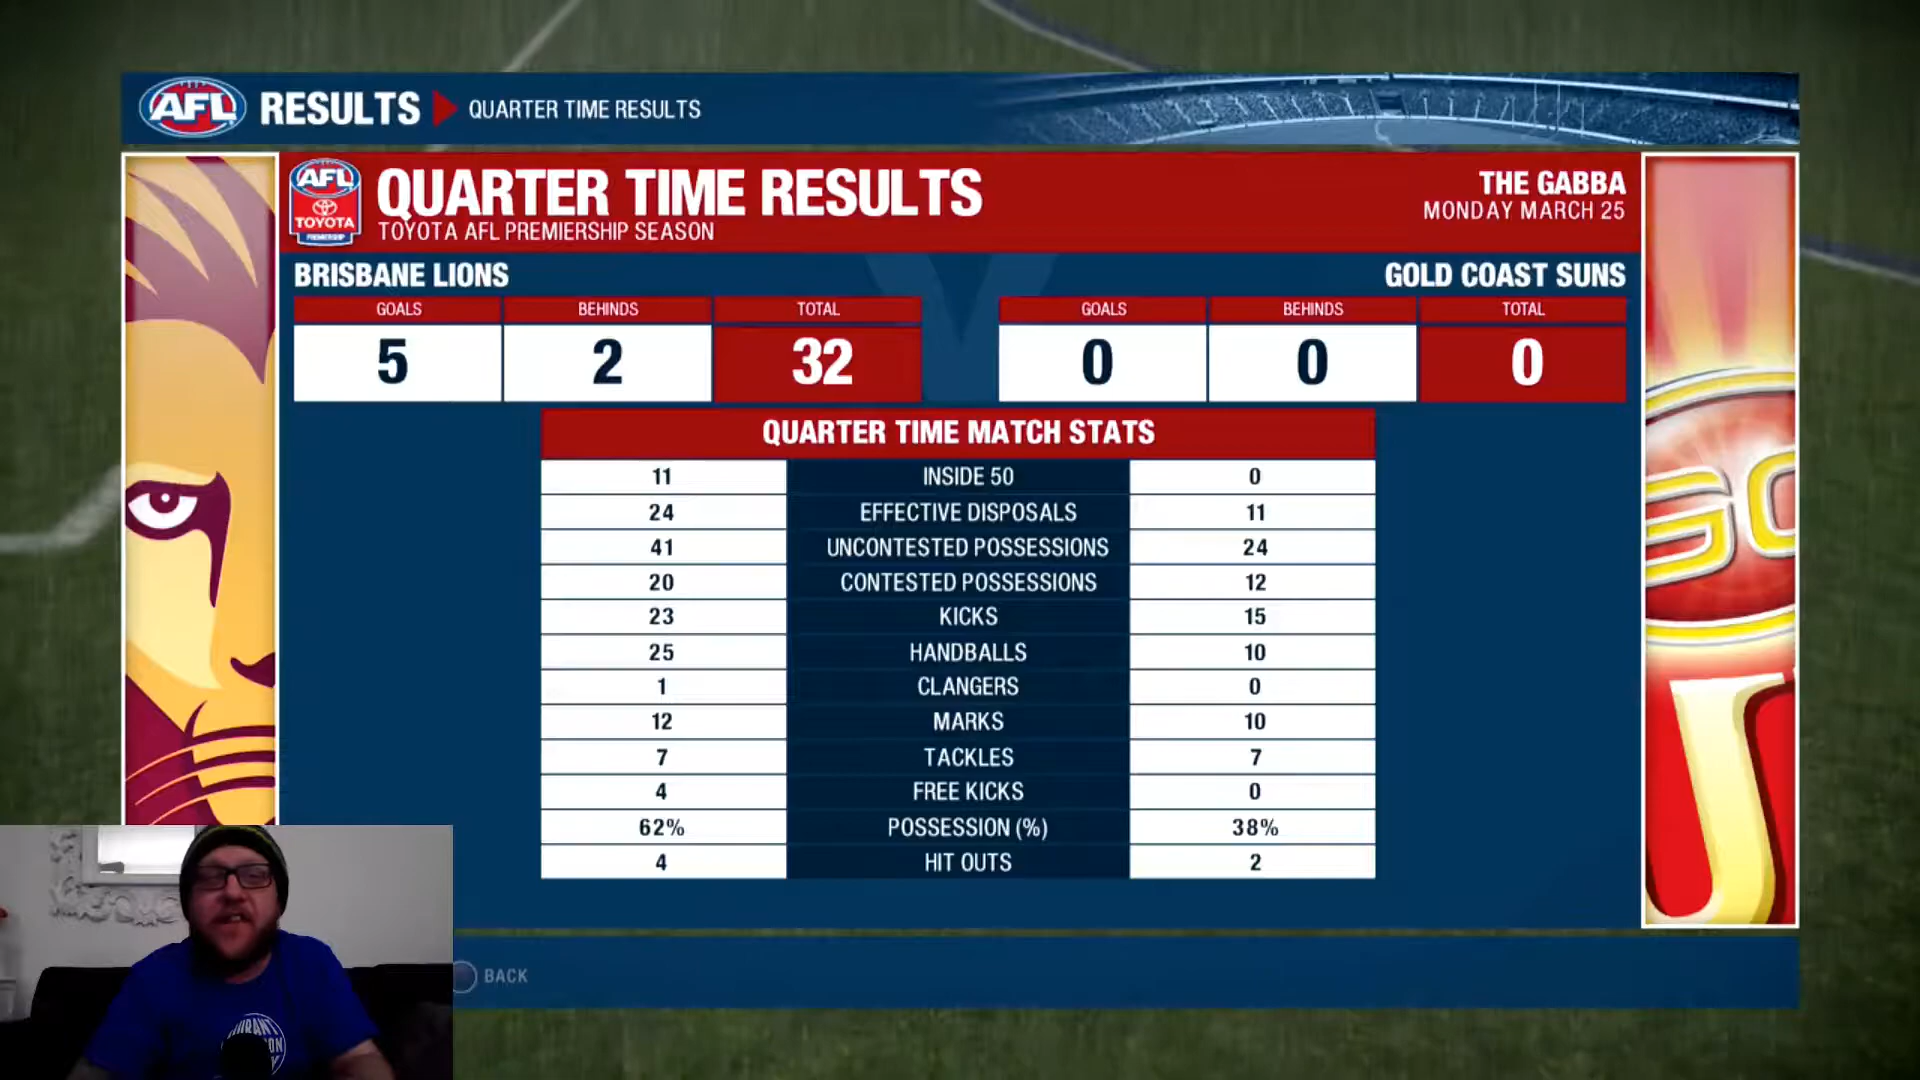 AFL RESULTS QUARTER TIME RESULTS
AFL
TOYOTA
PREMIERSHIP
QUARTER TIME RESULTS
TOYOTA AFL PREMIERSHIP SEASON
THE GABBA
MONDAY MARCH 25
BRISBANE LIONS
GOLD COAST SUNS
GOALS BEHINDS TOTAL GOALS BEHINDS TOTAL
5 2 32 0 0 0
QUARTER TIME MATCH STATS
11 INSIDE 50 0
24 EFFECTIVE DISPOSALS 11
41 UNCONTESTED POSSESSIONS 24
20 CONTESTED POSSESSIONS 12
23 KICKS 15
25 HANDBALLS 10
1 CLANGERS 0
12 MARKS 10
7 TACKLES 7
4 FREE KICKS 0
62% POSSESSION (%) 38%
4 HIT OUTS 2
BACK